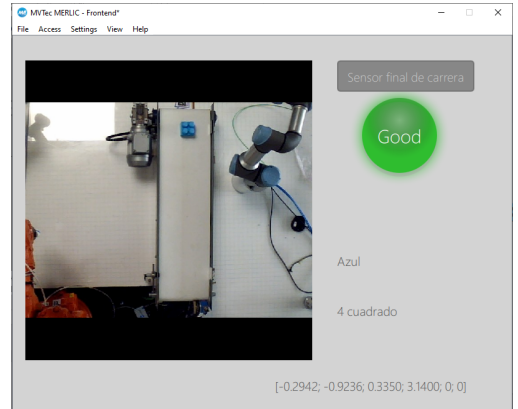 MVTec MERLIC - Frontend*
File Access Settings View Help
Sensor final de carrera
Good
Azul
4 cuadrado
[-0.2942; -0.9236; 0.3350; 3.1400; 0; 0]